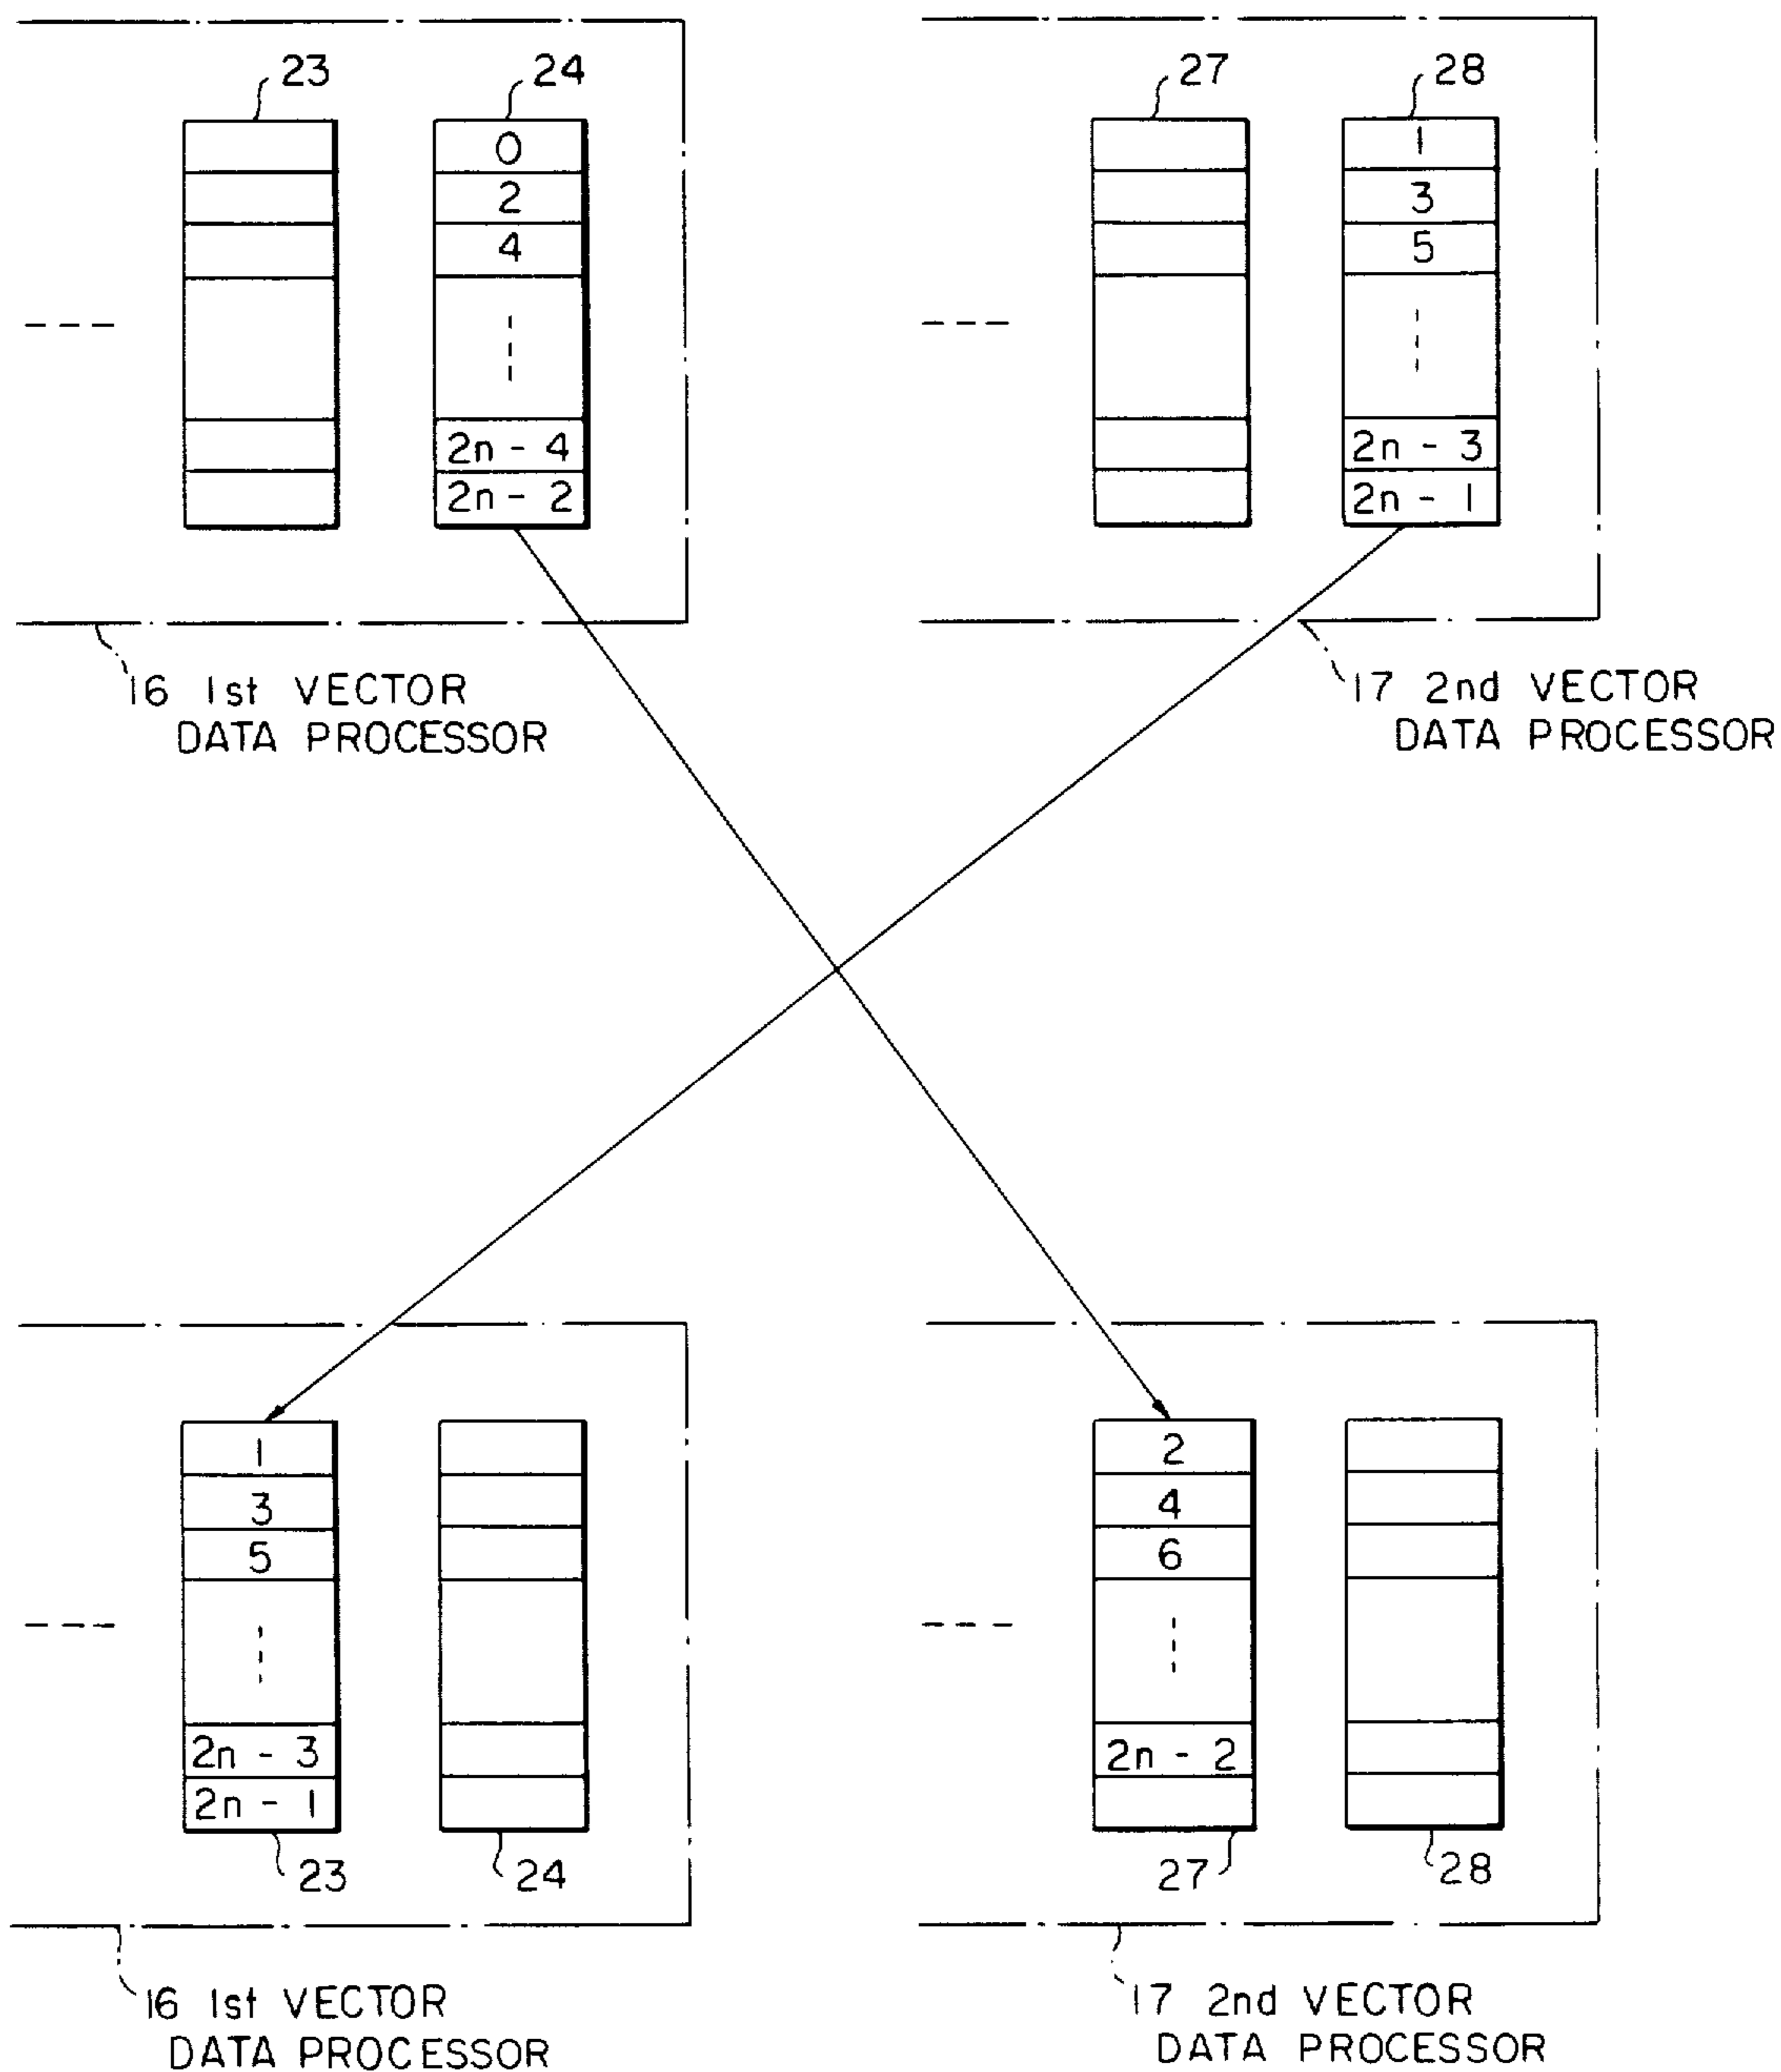 23
24
27
28
0
2
4
2n - 4
2n - 2
1
3
5
2n - 3
2n - 1
16 1st VECTOR
DATA PROCESSOR
17 2nd VECTOR
DATA PROCESSOR
1
3
5
2n - 3
2n - 1
2
4
6
2n - 2
23
24
27
28
16 1st VECTOR
DATA PROCESSOR
17 2nd VECTOR
DATA PROCESSOR